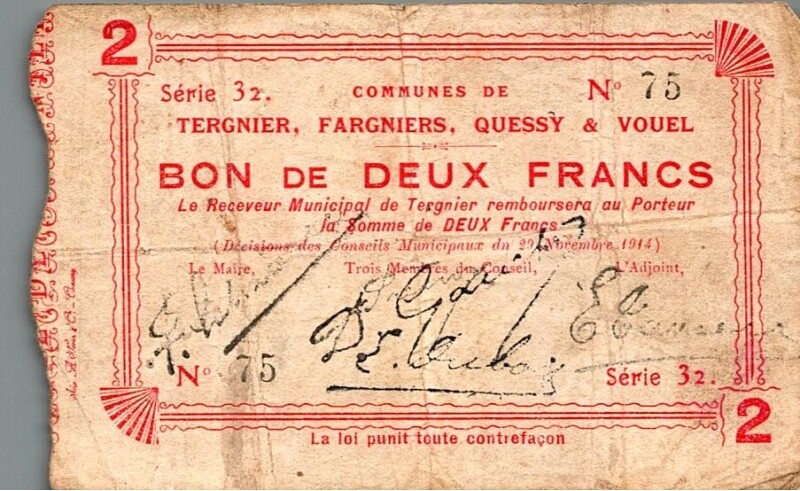 2
Série 32. COMMUNES DE No 75
TERGNIER, FARGNIERS, QUESSY & VOUEL
BON DE DEUX FRANCS
Le Receveur Municipal de Tergnier remboursera au Porteur
la Somme de DEUX Francs
(Décisions des Conseils Municipaux du 29 Novembre 1914)
Le Maire, Trois Membres du Conseil, L'Adjoint,
No 75 Série 32.
2
La loi punit toute contrefaçon